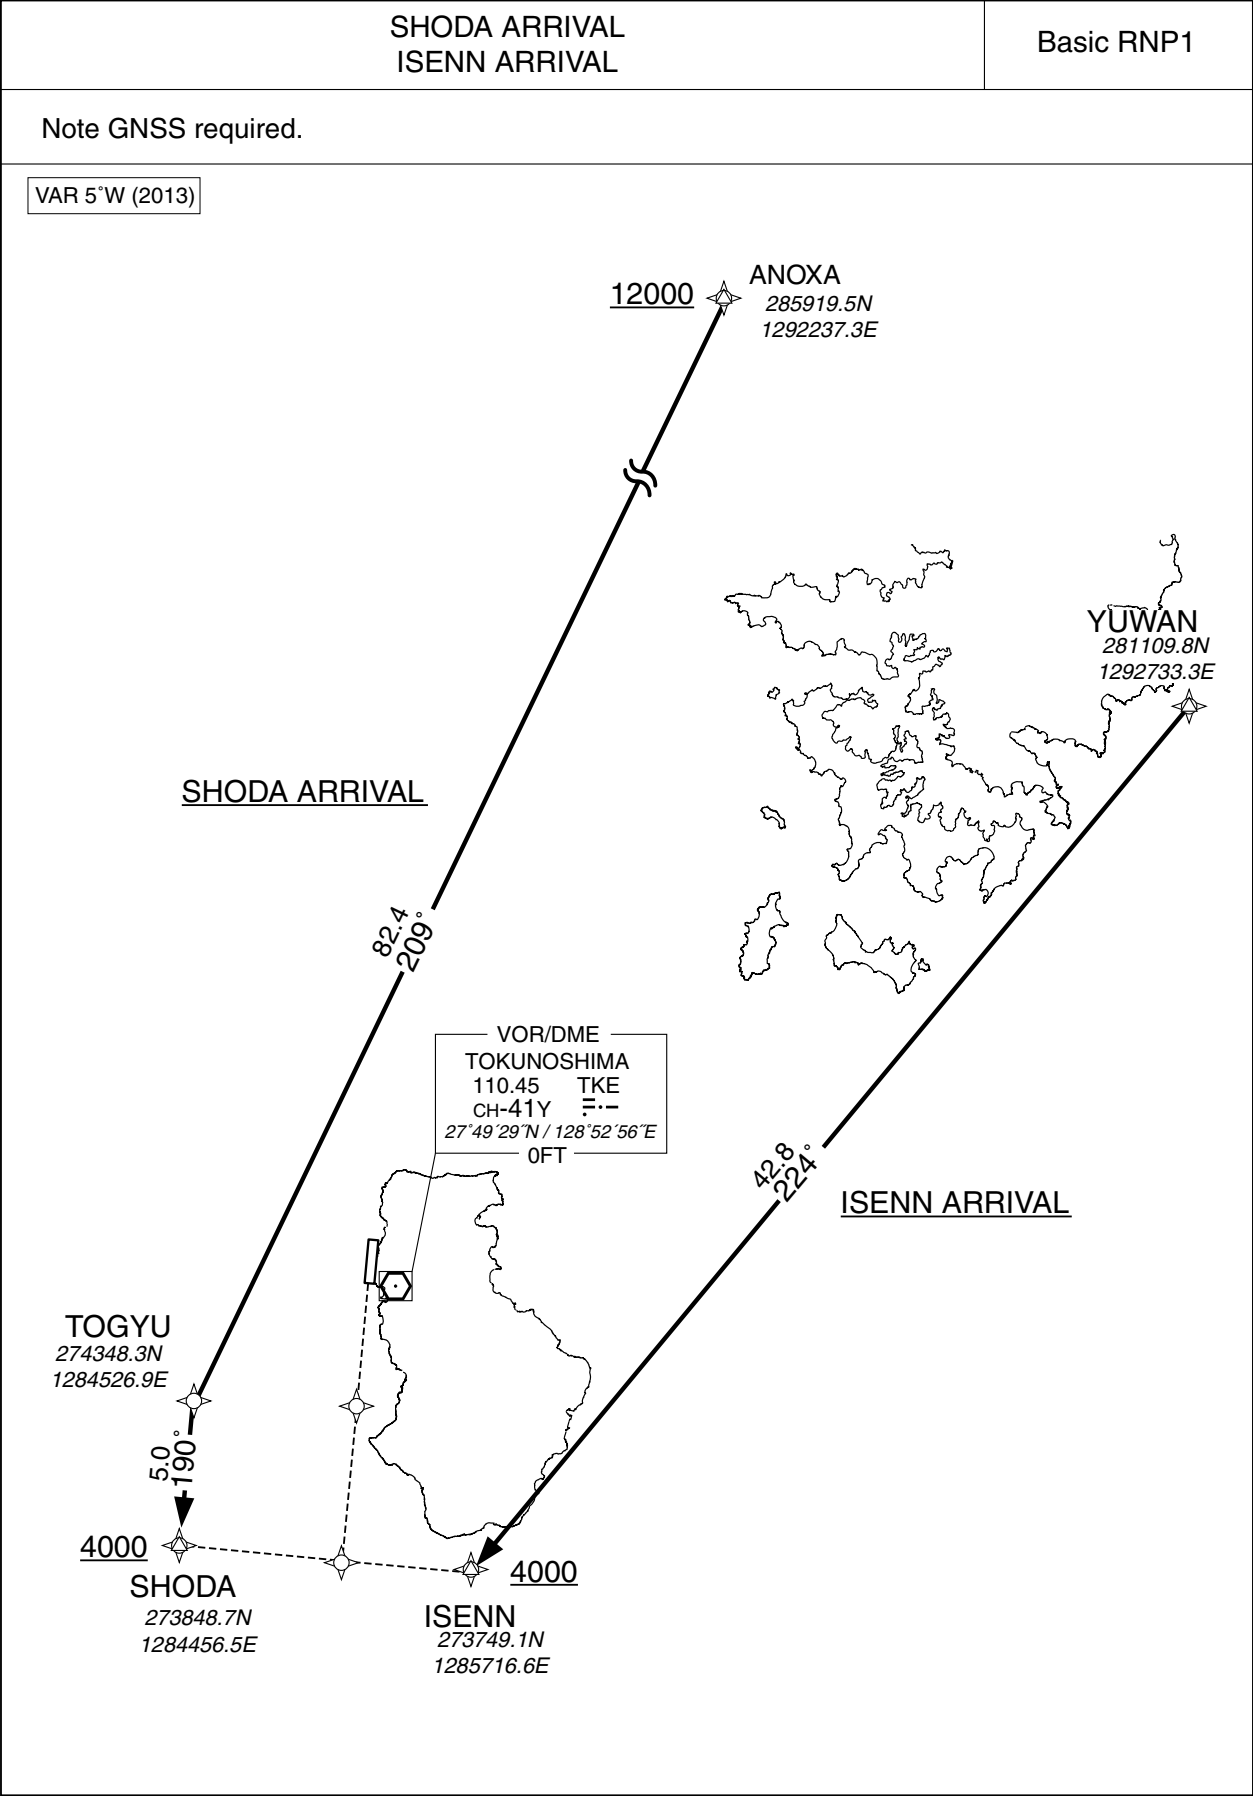 SHODA ARRIVAL
ISENN ARRIVAL
Basic RNP1
Note GNSS required.
VAR 5°W (2013)
12000
ANOXA
285919.5N
1292237.3E
YUWAN
281109.8N
1292733.3E
SHODA ARRIVAL
82.4
209°
VOR/DME
TOKUNOSHIMA
110.45 TKE
CH-41Y
27°49′29″N / 128°52′56″E
0FT
42.8
224°
ISENN ARRIVAL
TOGYU
274348.3N
1284526.9E
5.0
190°
4000
SHODA
273848.7N
1284456.5E
4000
ISENN
273749.1N
1285716.6E